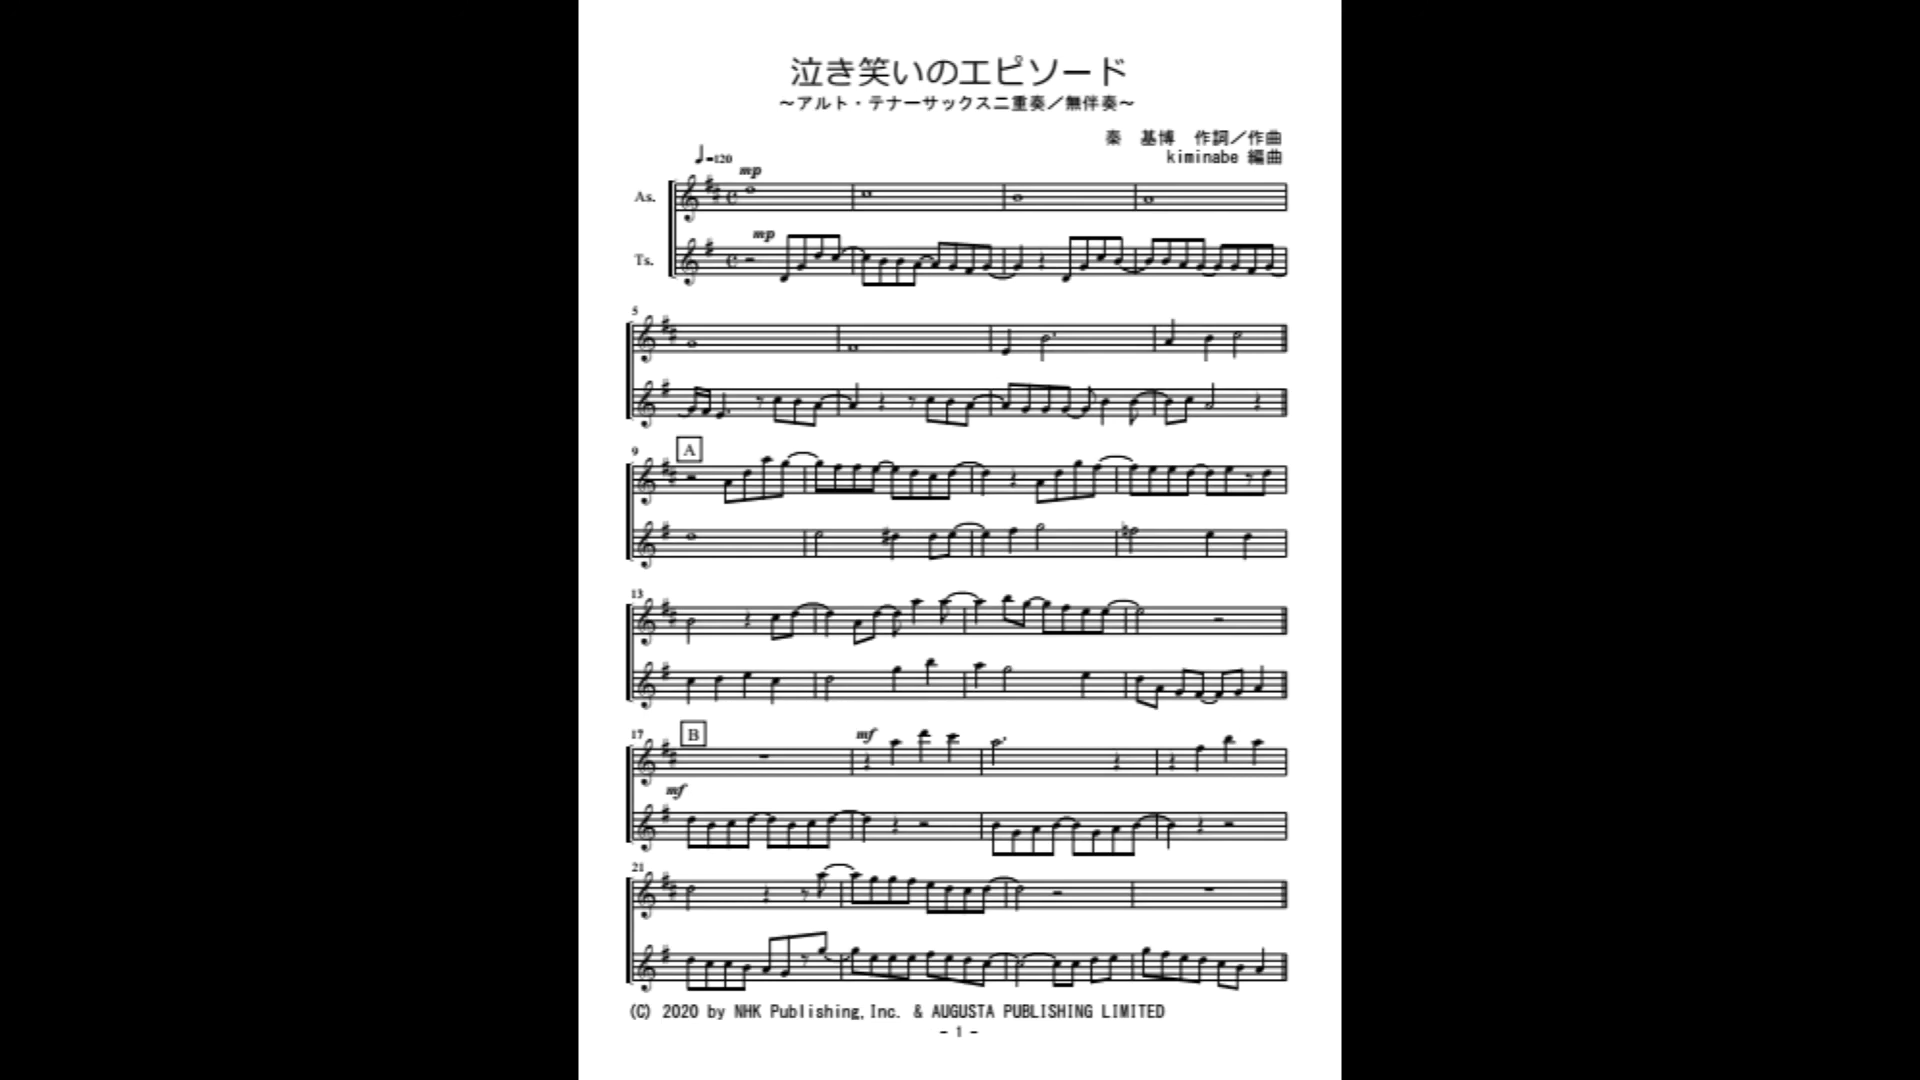 泣き笑いのエピソード
～アルト・テナーサックス二重奏／無伴奏～
秦　基博　作詞／作曲
kiminabe 編曲
♩=120
mp
As.
mp
Ts.
5
9
A
13
17
B
mf
mf
21
(C) 2020 by NHK Publishing,Inc. & AUGUSTA PUBLISHING LIMITED
- 1 -